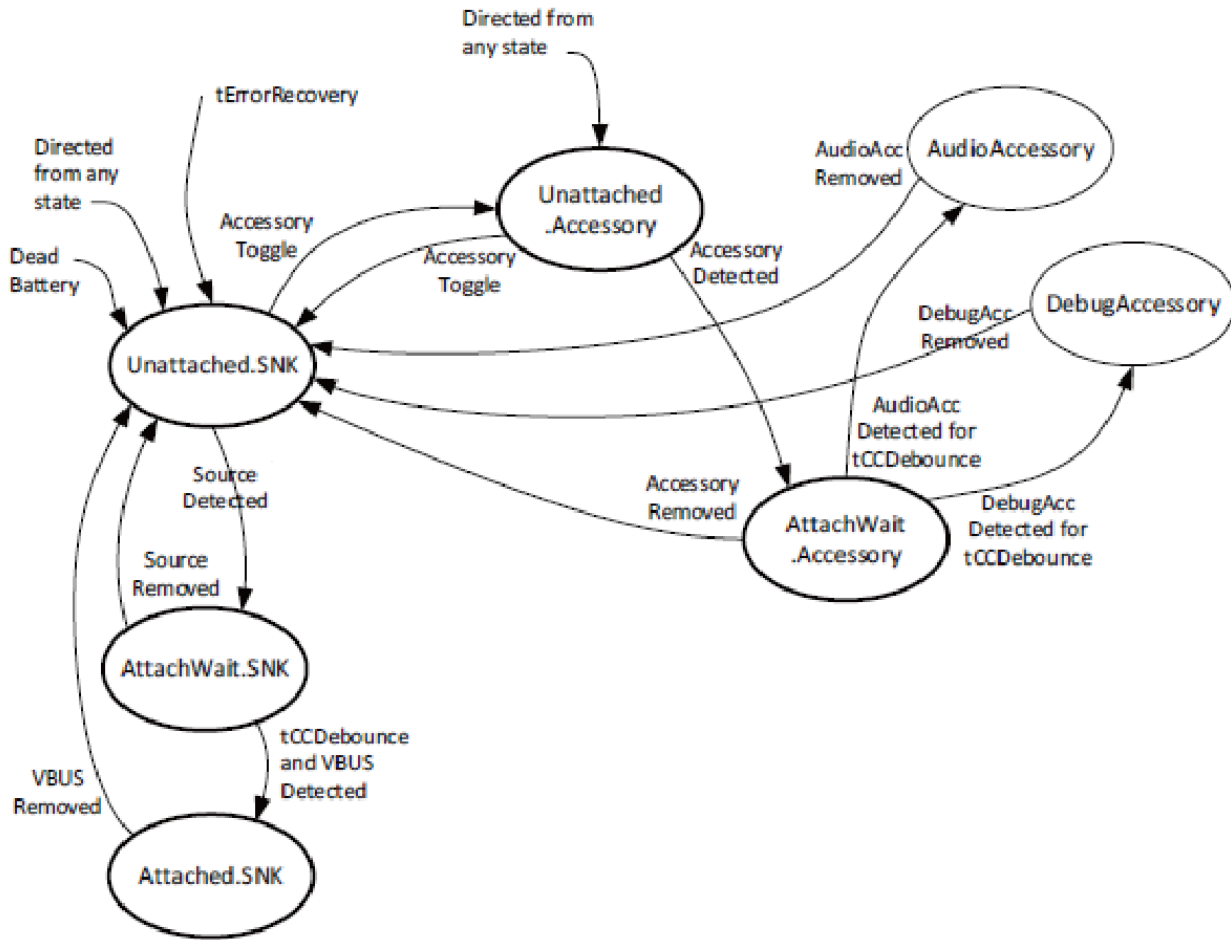 Directed from
any state
tErrorRecovery
Directed
from any
state
Dead
Battery
Accessory
Toggle
Unattached
.Accessory
Accessory
Toggle
Accessory
Detected
AudioAcc
Removed
AudioAccessory
DebugAccessory
DebugAcc
Removed
Unattached.SNK
AudioAcc
Detected for
tCCDebounce
Source
Detected
Accessory
Removed
AttachWait
.Accessory
DebugAcc
Detected for
tCCDebounce
Source
Removed
AttachWait.SNK
tCCDebounce
and VBUS
Detected
VBUS
Removed
Attached.SNK